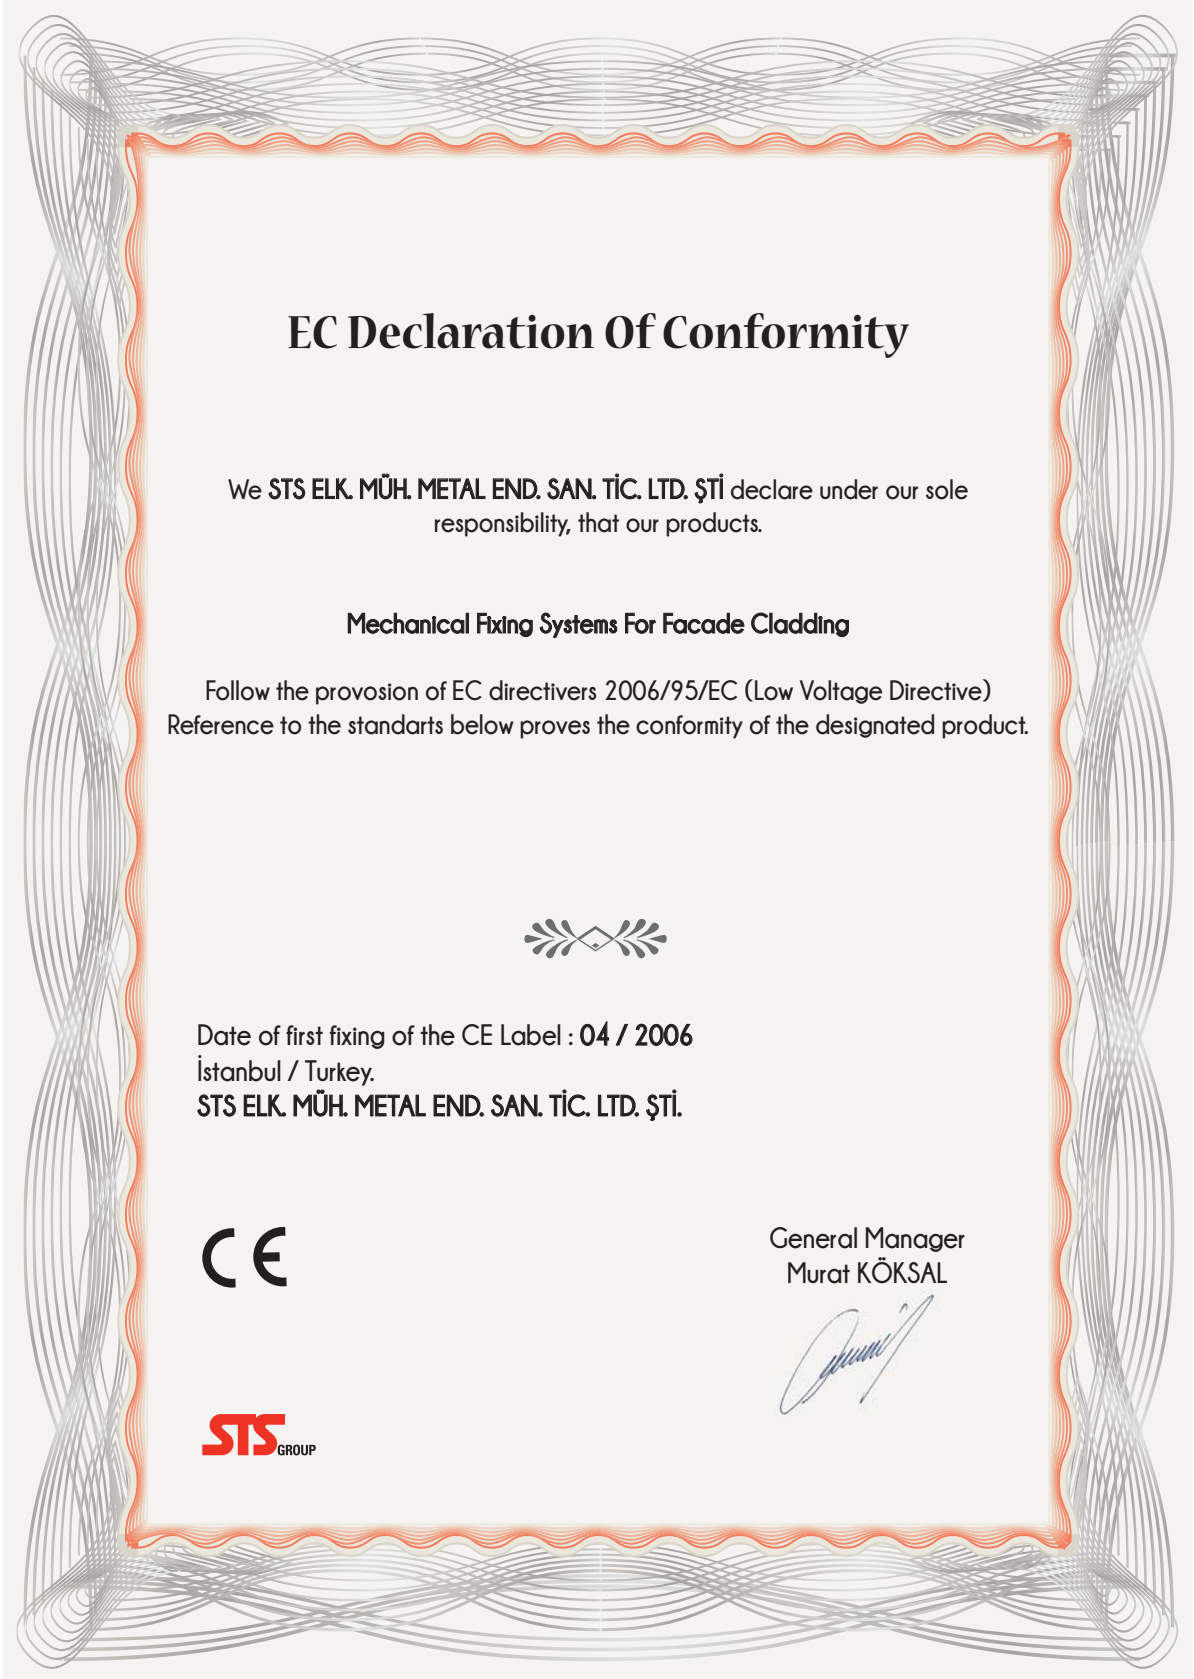 EC Declaration Of Conformity
We STS ELK. MÜH. METAL END. SAN. TİC. LTD. ŞTİ declare under our sole
responsibility, that our products.
Mechanical Fixing Systems For Facade Cladding
Follow the provosion of EC directivers 2006/95/EC (Low Voltage Directive)
Reference to the standarts below proves the conformity of the designated product.
Date of first fixing of the CE Label : 04 / 2006
İstanbul / Turkey.
STS ELK. MÜH. METAL END. SAN. TİC. LTD. ŞTİ.
CE
General Manager
Murat KÖKSAL
STS GROUP